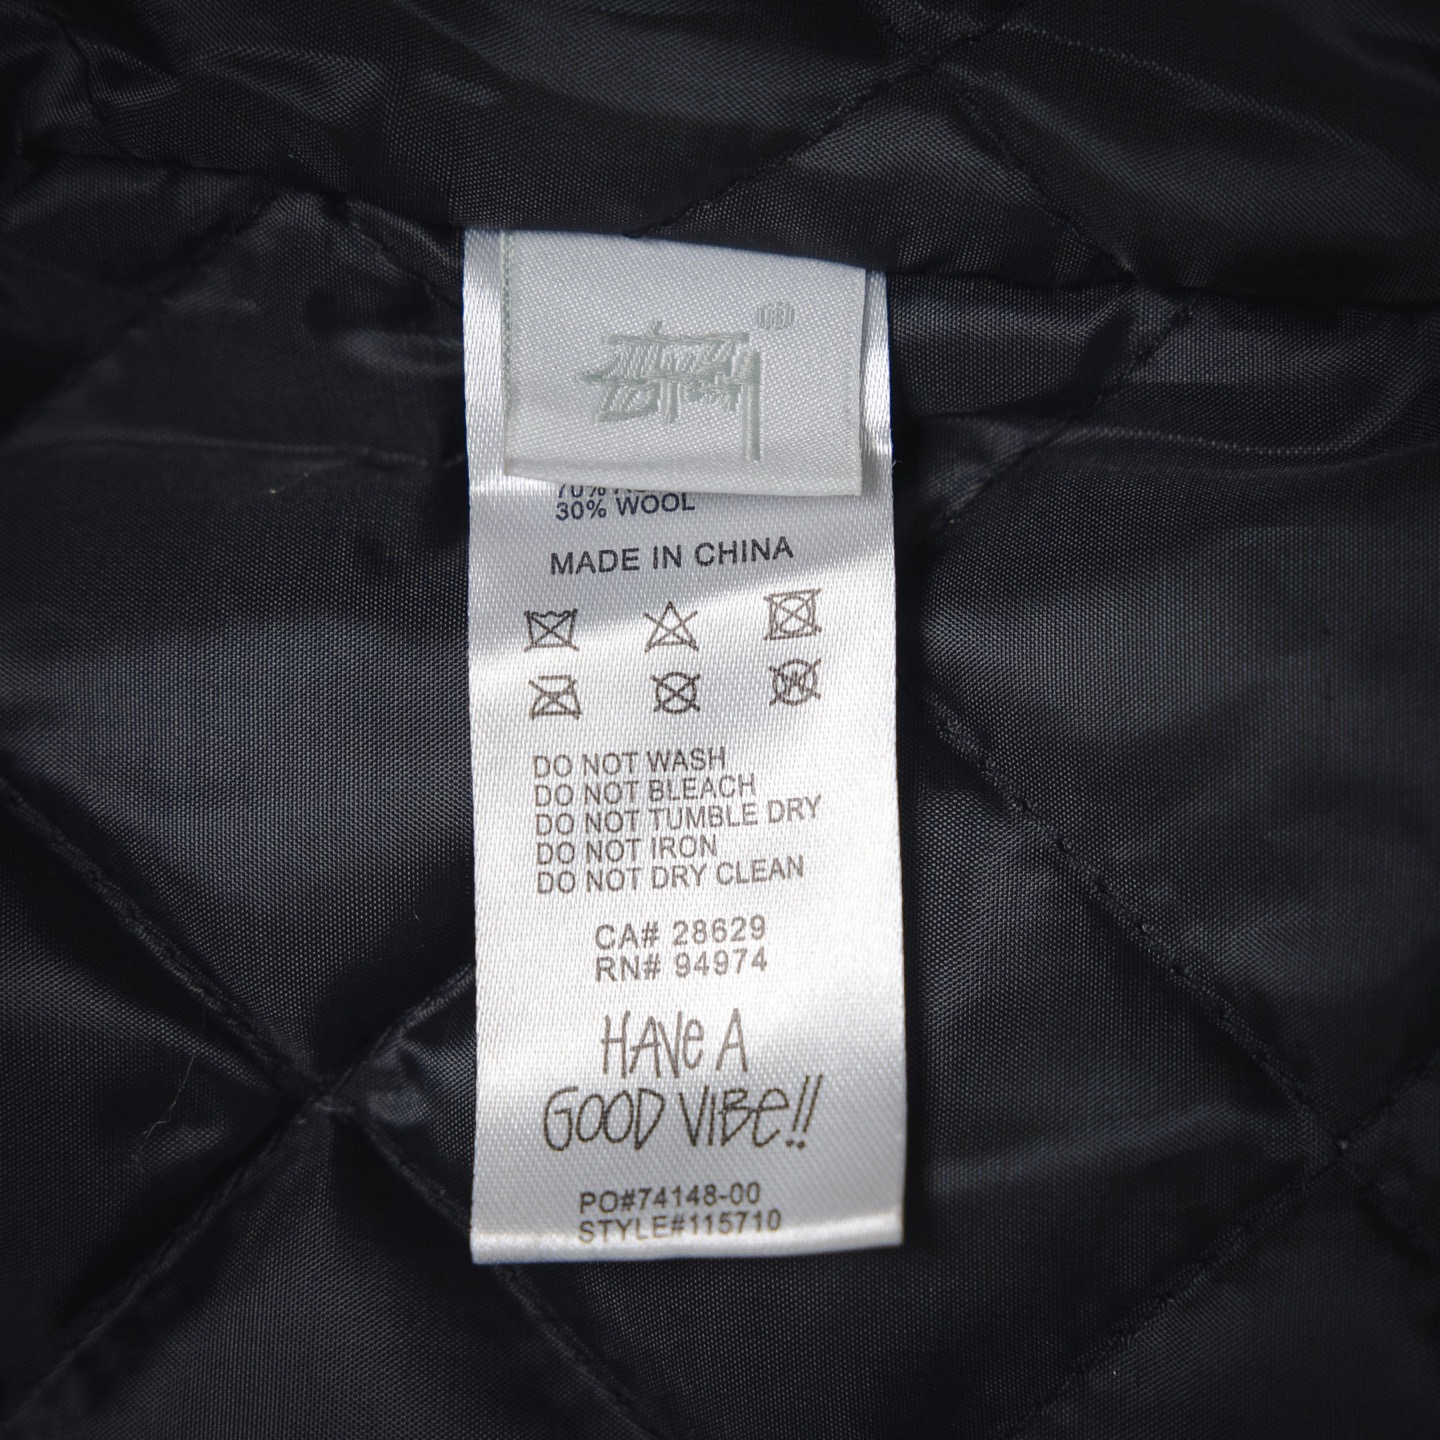 ®
70%
30% WOOL
MADE IN CHINA
DO NOT WASH
DO NOT BLEACH
DO NOT TUMBLE DRY
DO NOT IRON
DO NOT DRY CLEAN
CA# 28629
RN# 94974
HAVe A
GOOD VIBe!!
PO#74148-00
STYLE#115710